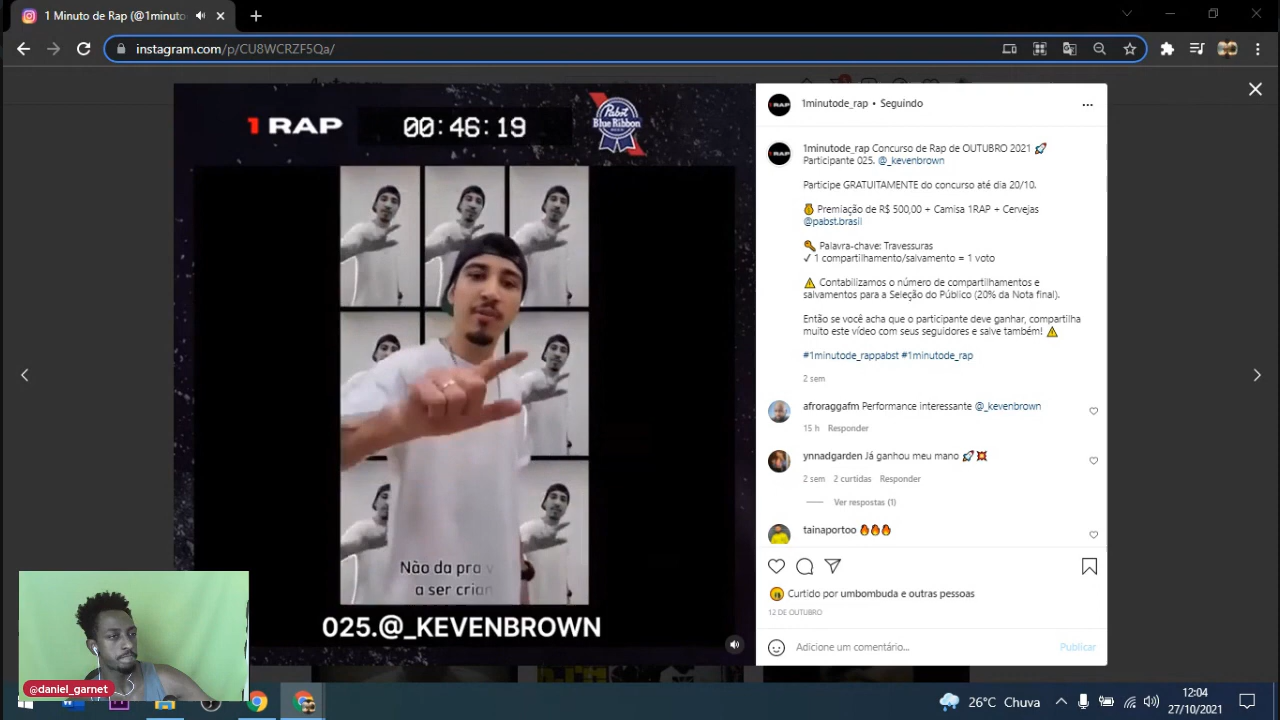 1 Minuto de Rap (@1minuto
instagram.com/p/CU8WCRZF5Qa/
1 RAP
00:46:19
Pabst
Blue Ribbon
Não da pra v
a ser crian
025.@_KEVENBROWN
1minutode_rap • Seguindo
1minutode_rap Concurso de Rap de OUTUBRO 2021 🚀
Participante 025. @_kevenbrown
Participe GRATUITAMENTE do concurso até dia 20/10.
🏅 Premiação de R$ 500,00 + Camisa 1RAP + Cervejas
@pabst.brasil
🔑 Palavra-chave: Travessuras
✓ 1 compartilhamento/salvamento = 1 voto
⚠️ Contabilizamos o número de compartilhamentos e
salvamentos para a Seleção do Público (20% da Nota final).
Então se você acha que o participante deve ganhar, compartilha
muito este vídeo com seus seguidores e salve também! ⚠️
#1minutode_rappabst #1minutode_rap
2 sem
afroraggafm Performance interessante @_kevenbrown
15 h Responder
ynnadgarden Já ganhou meu mano 🚀💥
2 sem 2 curtidas Responder
Ver respostas (1)
tainaportoo 🔥🔥🔥
Curtido por umbombuda e outras pessoas
12 DE OUTUBRO
Adicione um comentário...
Publicar
@daniel_garnet
26°C Chuva
12:04
27/10/2021